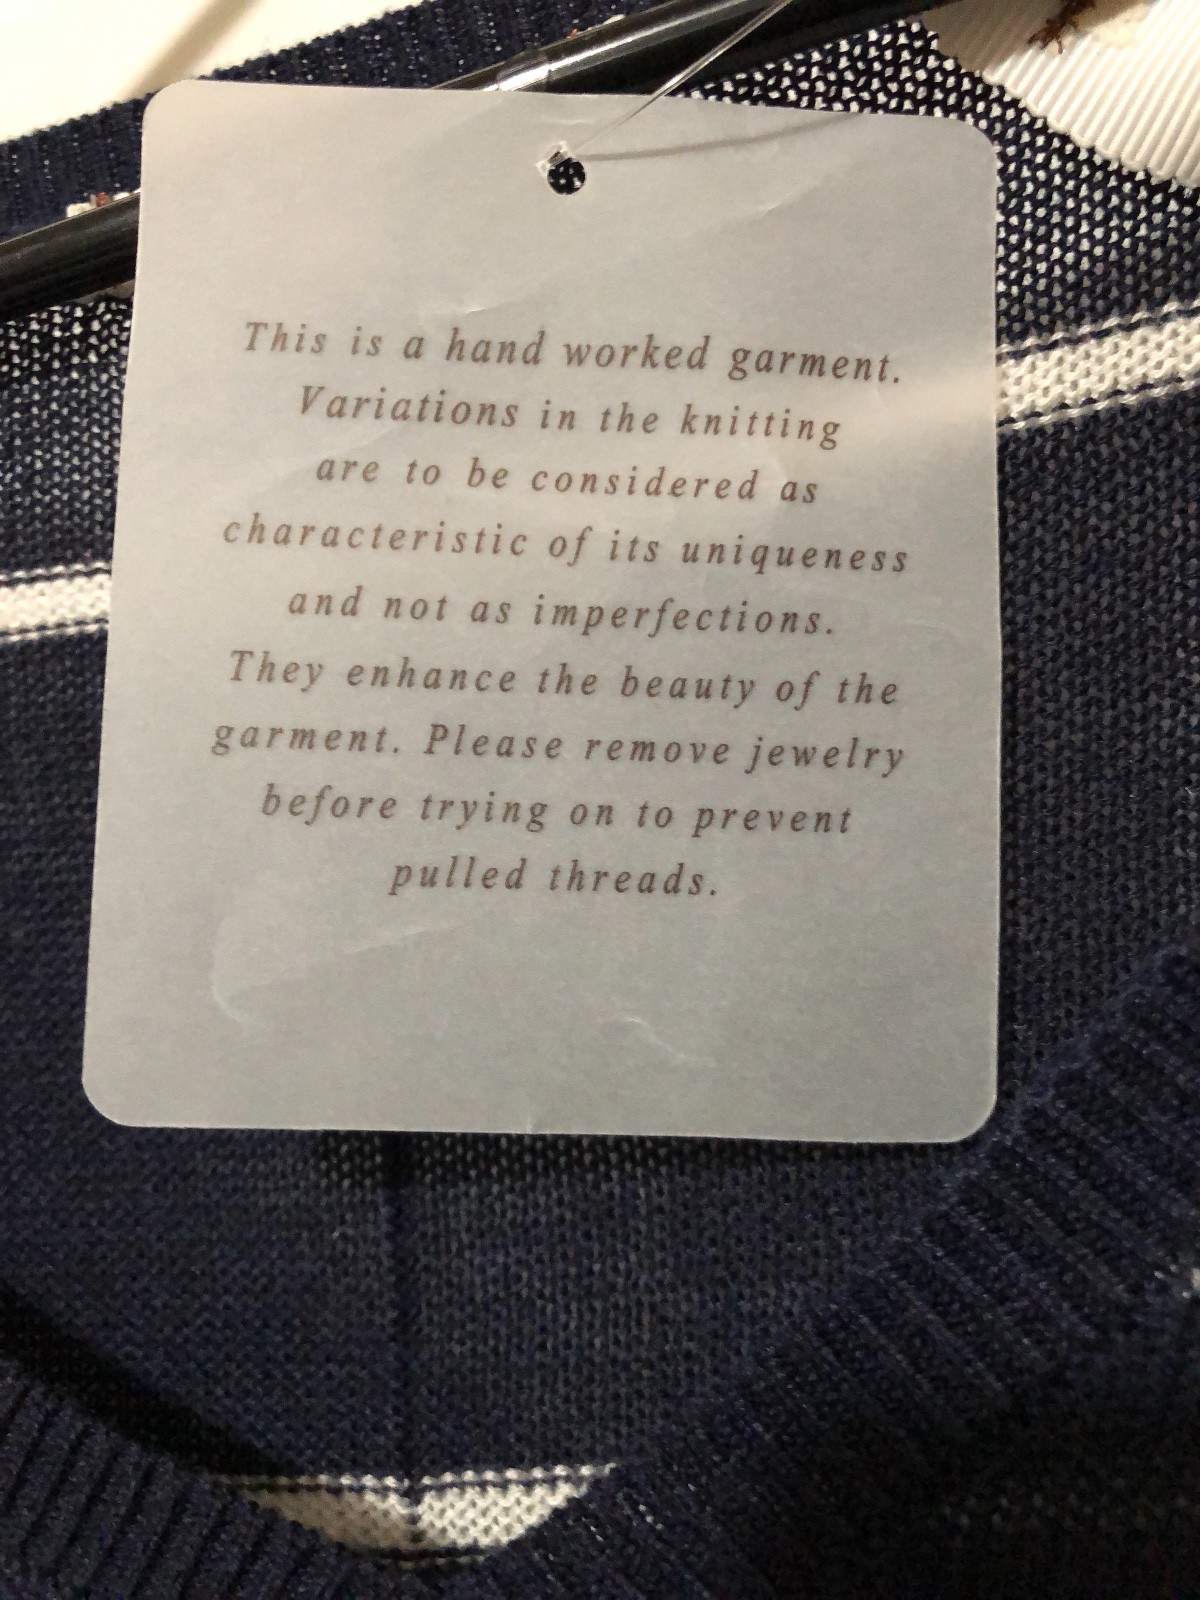 This is a hand worked garment.
Variations in the knitting
are to be considered as
characteristic of its uniqueness
and not as imperfections.
They enhance the beauty of the
garment. Please remove jewelry
before trying on to prevent
pulled threads.